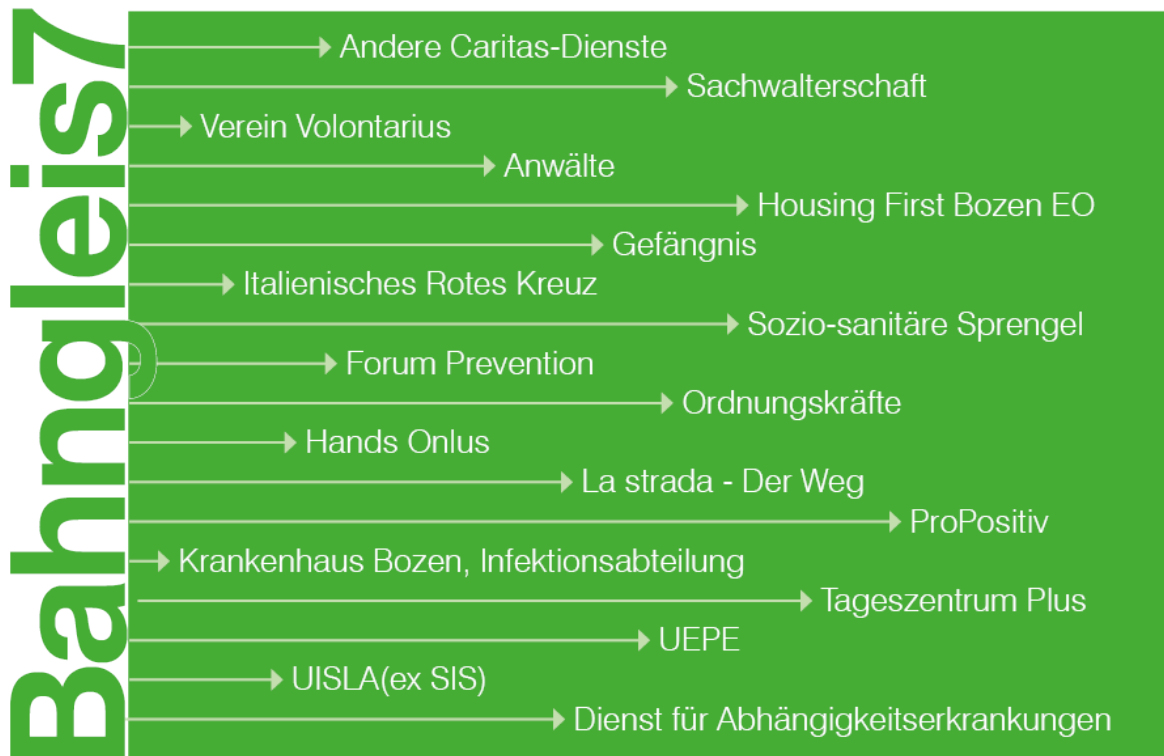 Bahngleis7
Andere Caritas-Dienste
Sachwalterschaft
Verein Volontarius
Anwälte
Housing First Bozen EO
Gefängnis
Italienisches Rotes Kreuz
Sozio-sanitäre Sprengel
Forum Prevention
Ordnungskräfte
Hands Onlus
La strada - Der Weg
ProPositiv
Krankenhaus Bozen, Infektionsabteilung
Tageszentrum Plus
UEPE
UISLA(ex SIS)
Dienst für Abhängigkeitserkrankungen